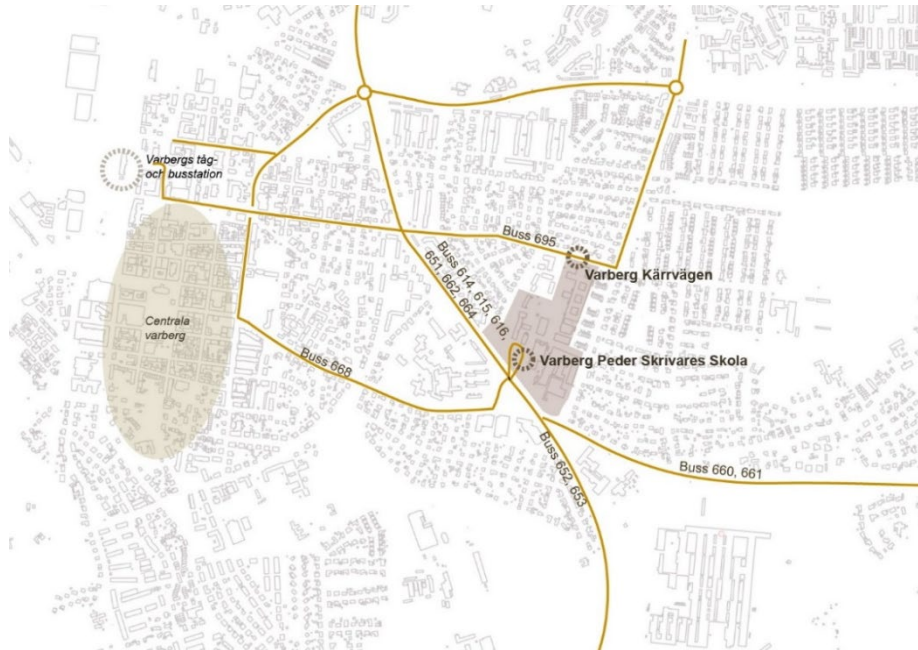 Varbergs tåg-
och busstation
Buss 695
Varberg Kärrvägen
Buss 614, 615, 616,
651, 662, 664
Centrala
varberg
Buss 668
Varberg Peder Skrivares Skola
Buss 660, 661
Buss 652, 653